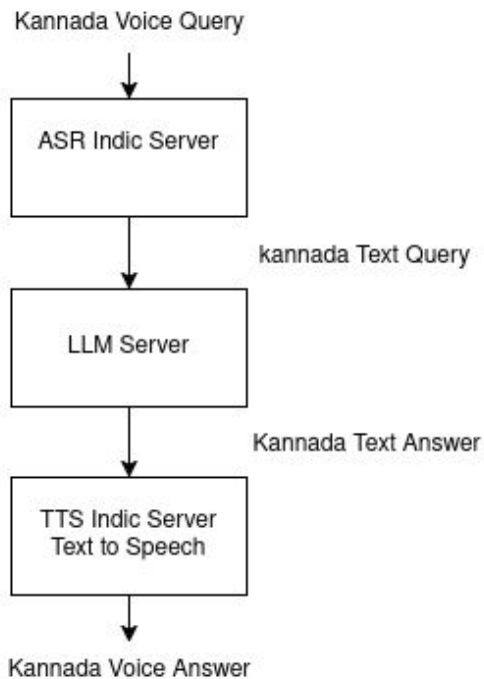 Kannada Voice Query
ASR Indic Server
kannada Text Query
LLM Server
Kannada Text Answer
TTS Indic Server
Text to Speech
Kannada Voice Answer